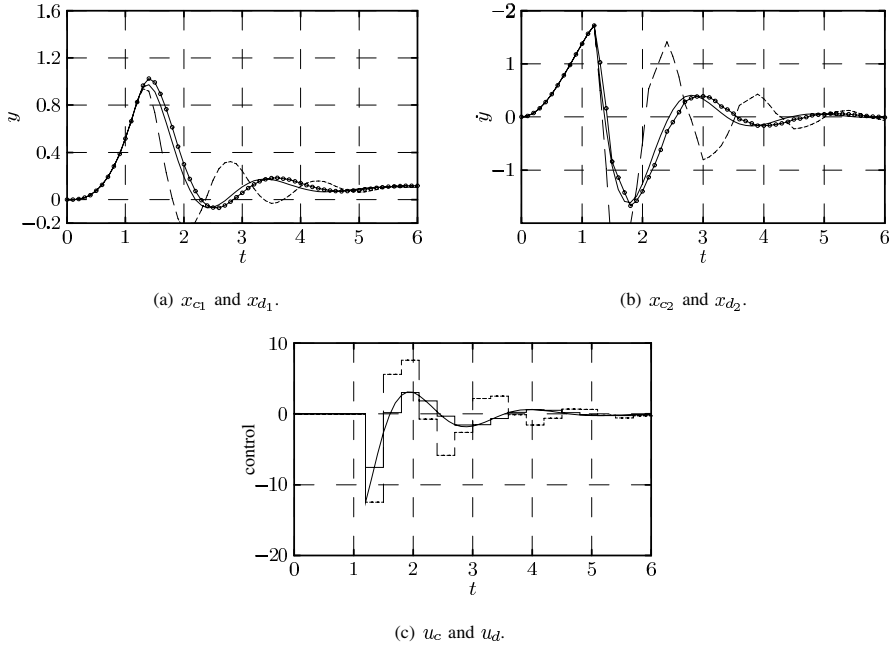 1.6
1.2
1.0
0.8
0.4
0
−0.2
y
0 1 2 3 4 5 6
t
(a) x_{c1} and x_{d1}.
−2
1
0
−1
ẏ
0 1 2 3 4 5 6
t
(b) x_{c2} and x_{d2}.
10
0
−10
−20
control
0 1 2 3 4 5 6
t
(c) u_c and u_d.